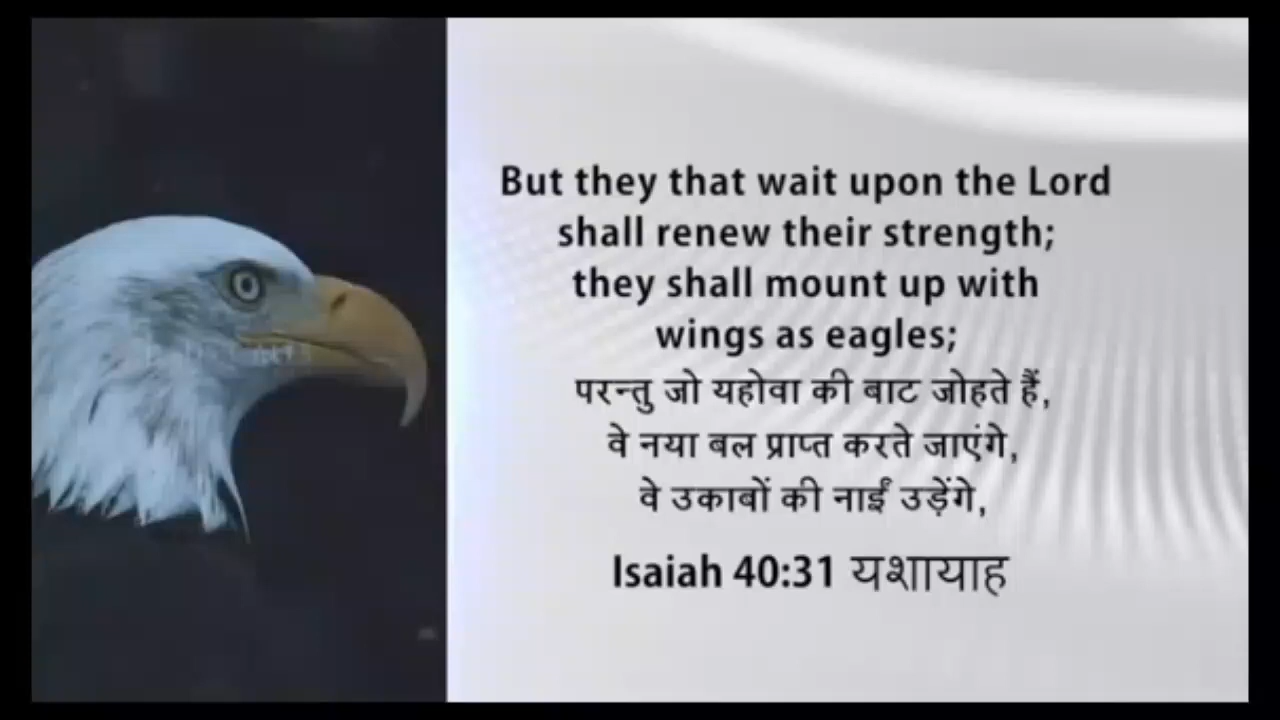 But they that wait upon the Lord
shall renew their strength;
they shall mount up with
wings as eagles;
परन्तु जो यहोवा की बाट जोहते हैं,
वे नया बल प्राप्त करते जाएंगे,
वे उकाबों की नाईं उड़ेंगे,
Isaiah 40:31 यशायाह